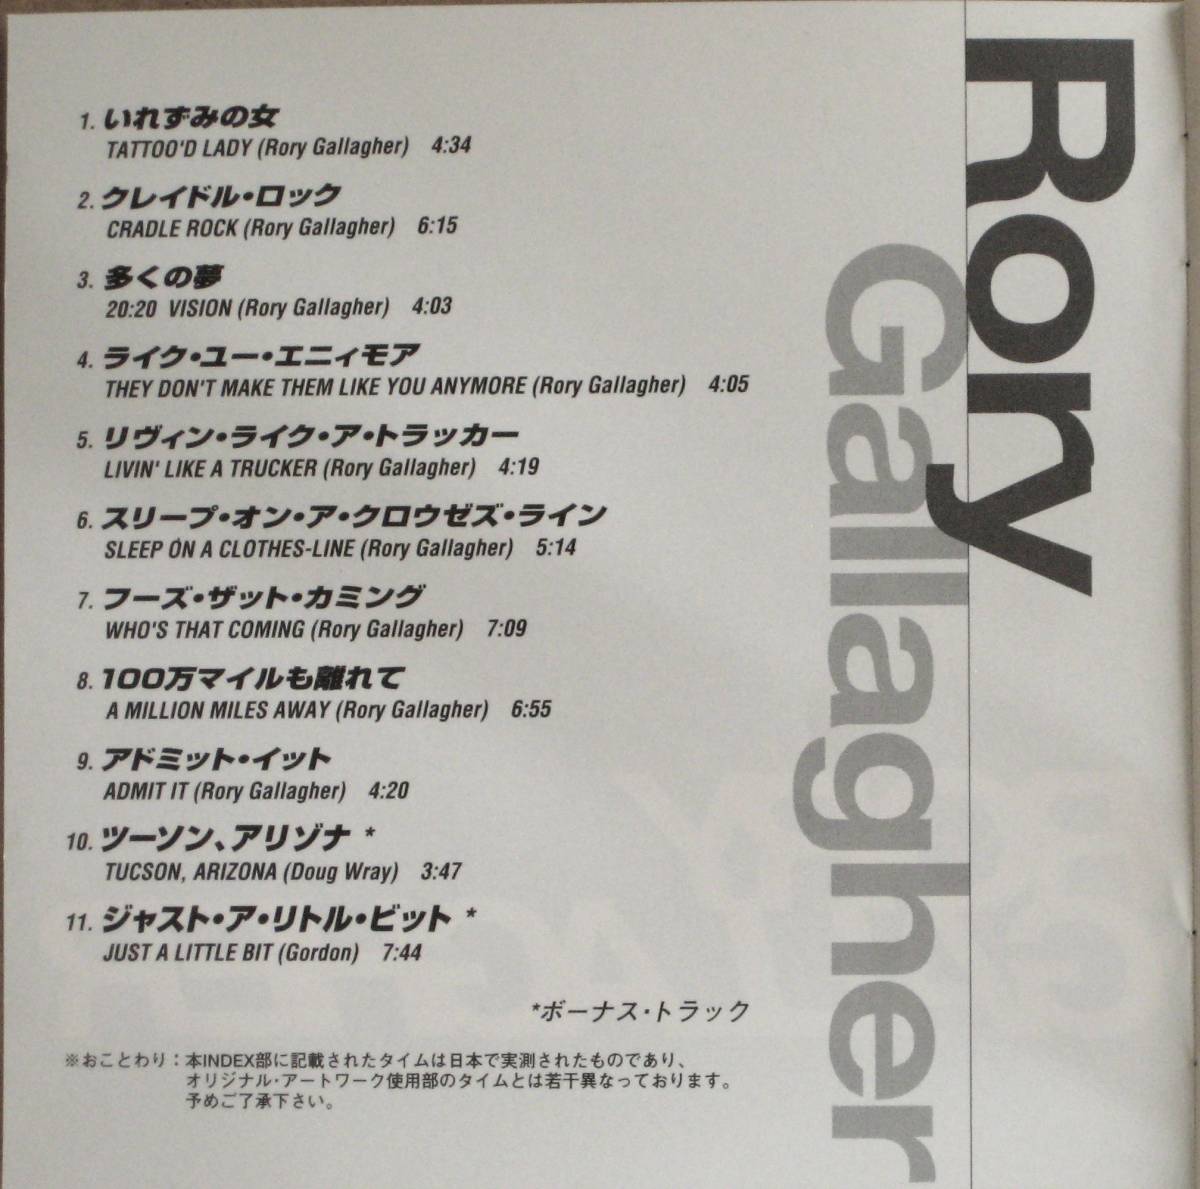 1. いれずみの女
TATTOO'D LADY (Rory Gallagher) 4:34
2. クレイドル・ロック
CRADLE ROCK (Rory Gallagher) 6:15
3. 多くの夢
20:20 VISION (Rory Gallagher) 4:03
4. ライク・ユー・エニィモア
THEY DON'T MAKE THEM LIKE YOU ANYMORE (Rory Gallagher) 4:05
5. リヴィン・ライク・ア・トラッカー
LIVIN' LIKE A TRUCKER (Rory Gallagher) 4:19
6. スリープ・オン・ア・クロウゼズ・ライン
SLEEP ON A CLOTHES-LINE (Rory Gallagher) 5:14
7. フーズ・ザット・カミング
WHO'S THAT COMING (Rory Gallagher) 7:09
8. 100万マイルも離れて
A MILLION MILES AWAY (Rory Gallagher) 6:55
9. アドミット・イット
ADMIT IT (Rory Gallagher) 4:20
10. ツーソン、アリゾナ *
TUCSON, ARIZONA (Doug Wray) 3:47
11. ジャスト・ア・リトル・ビット *
JUST A LITTLE BIT (Gordon) 7:44
*ボーナス・トラック
※おことわり：本INDEX部に記載されたタイムは日本で実測されたものであり、
オリジナル・アートワーク使用部のタイムとは若干異なっております。
予めご了承下さい。
Rory
Gallagher